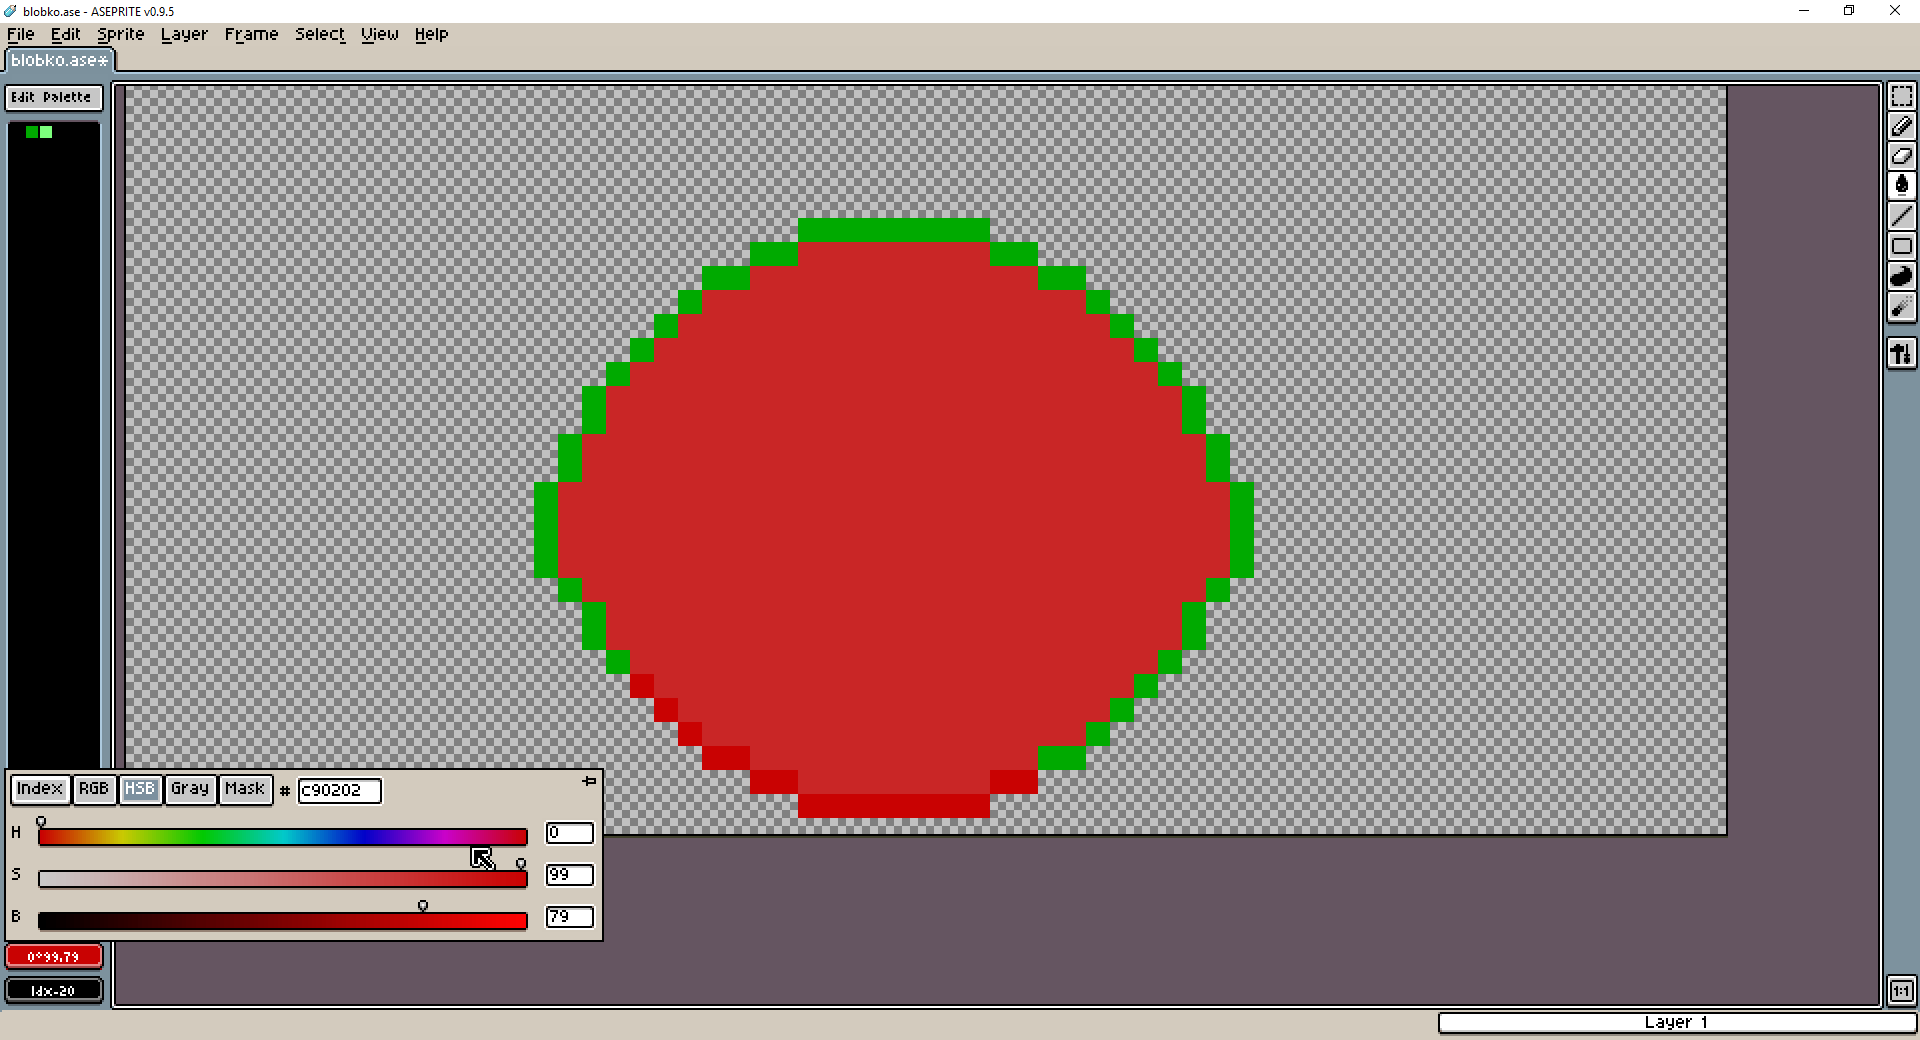 blobko.ase - ASEPRITE v0.9.5
File Edit Sprite Layer Frame Select View Help
blobko.ase*
Edit Palette
Index RGB HSB Gray Mask # c90202
H 0
S 99
B 79
0°99.79
Idx-20
1:1
Layer 1